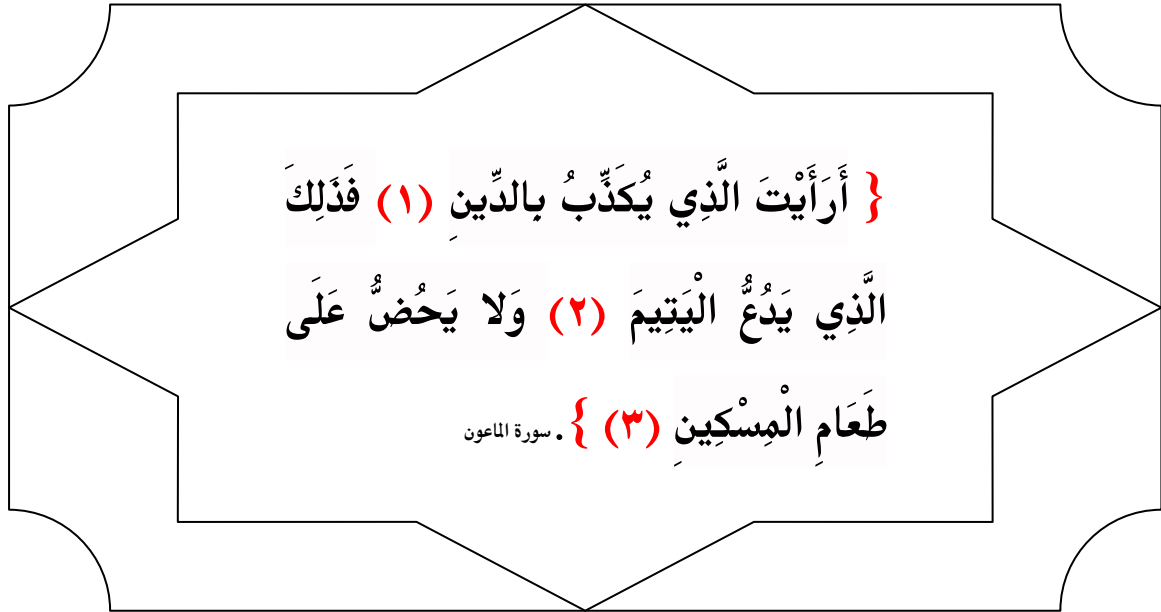 { أَرَأَيْتَ الَّذِي يُكَذِّبُ بِالدِّينِ (١) فَذَلِكَ
الَّذِي يَدُعُّ الْيَتِيمَ (٢) وَلا يَحُضُّ عَلَى
طَعَامِ الْمِسْكِينِ (٣) }. سورة الماعون